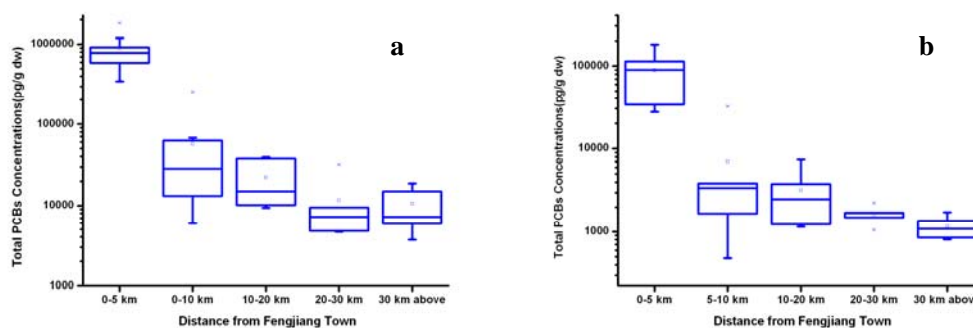 a
Total PCBs Concentrations(pg/g dw)
1000000
100000
10000
1000
0-5 km 0-10 km 10-20 km 20-30 km 30 km above
Distance from Fengjiang Town
b
Total PCBs Concentrations(pg/g dw)
100000
10000
1000
0-5 km 5-10 km 10-20 km 20-30 km 30 km above
Distance from Fengjiang Town